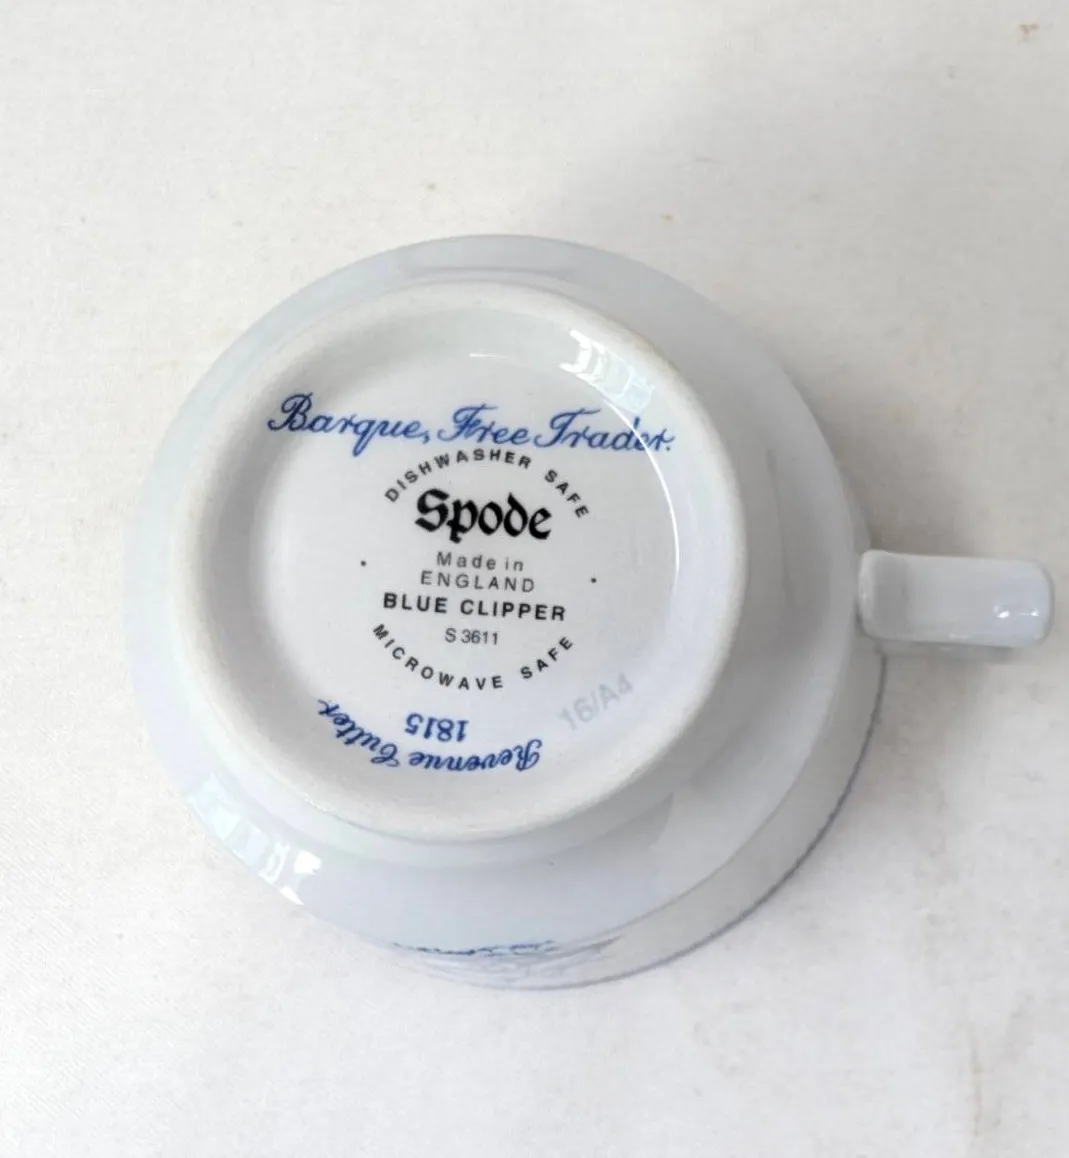 Barque, Free Trader.
DISHWASHER SAFE
Spode
Made in
ENGLAND
BLUE CLIPPER
S 3611
MICROWAVE SAFE
16/A4
Revenue Cutter
1815